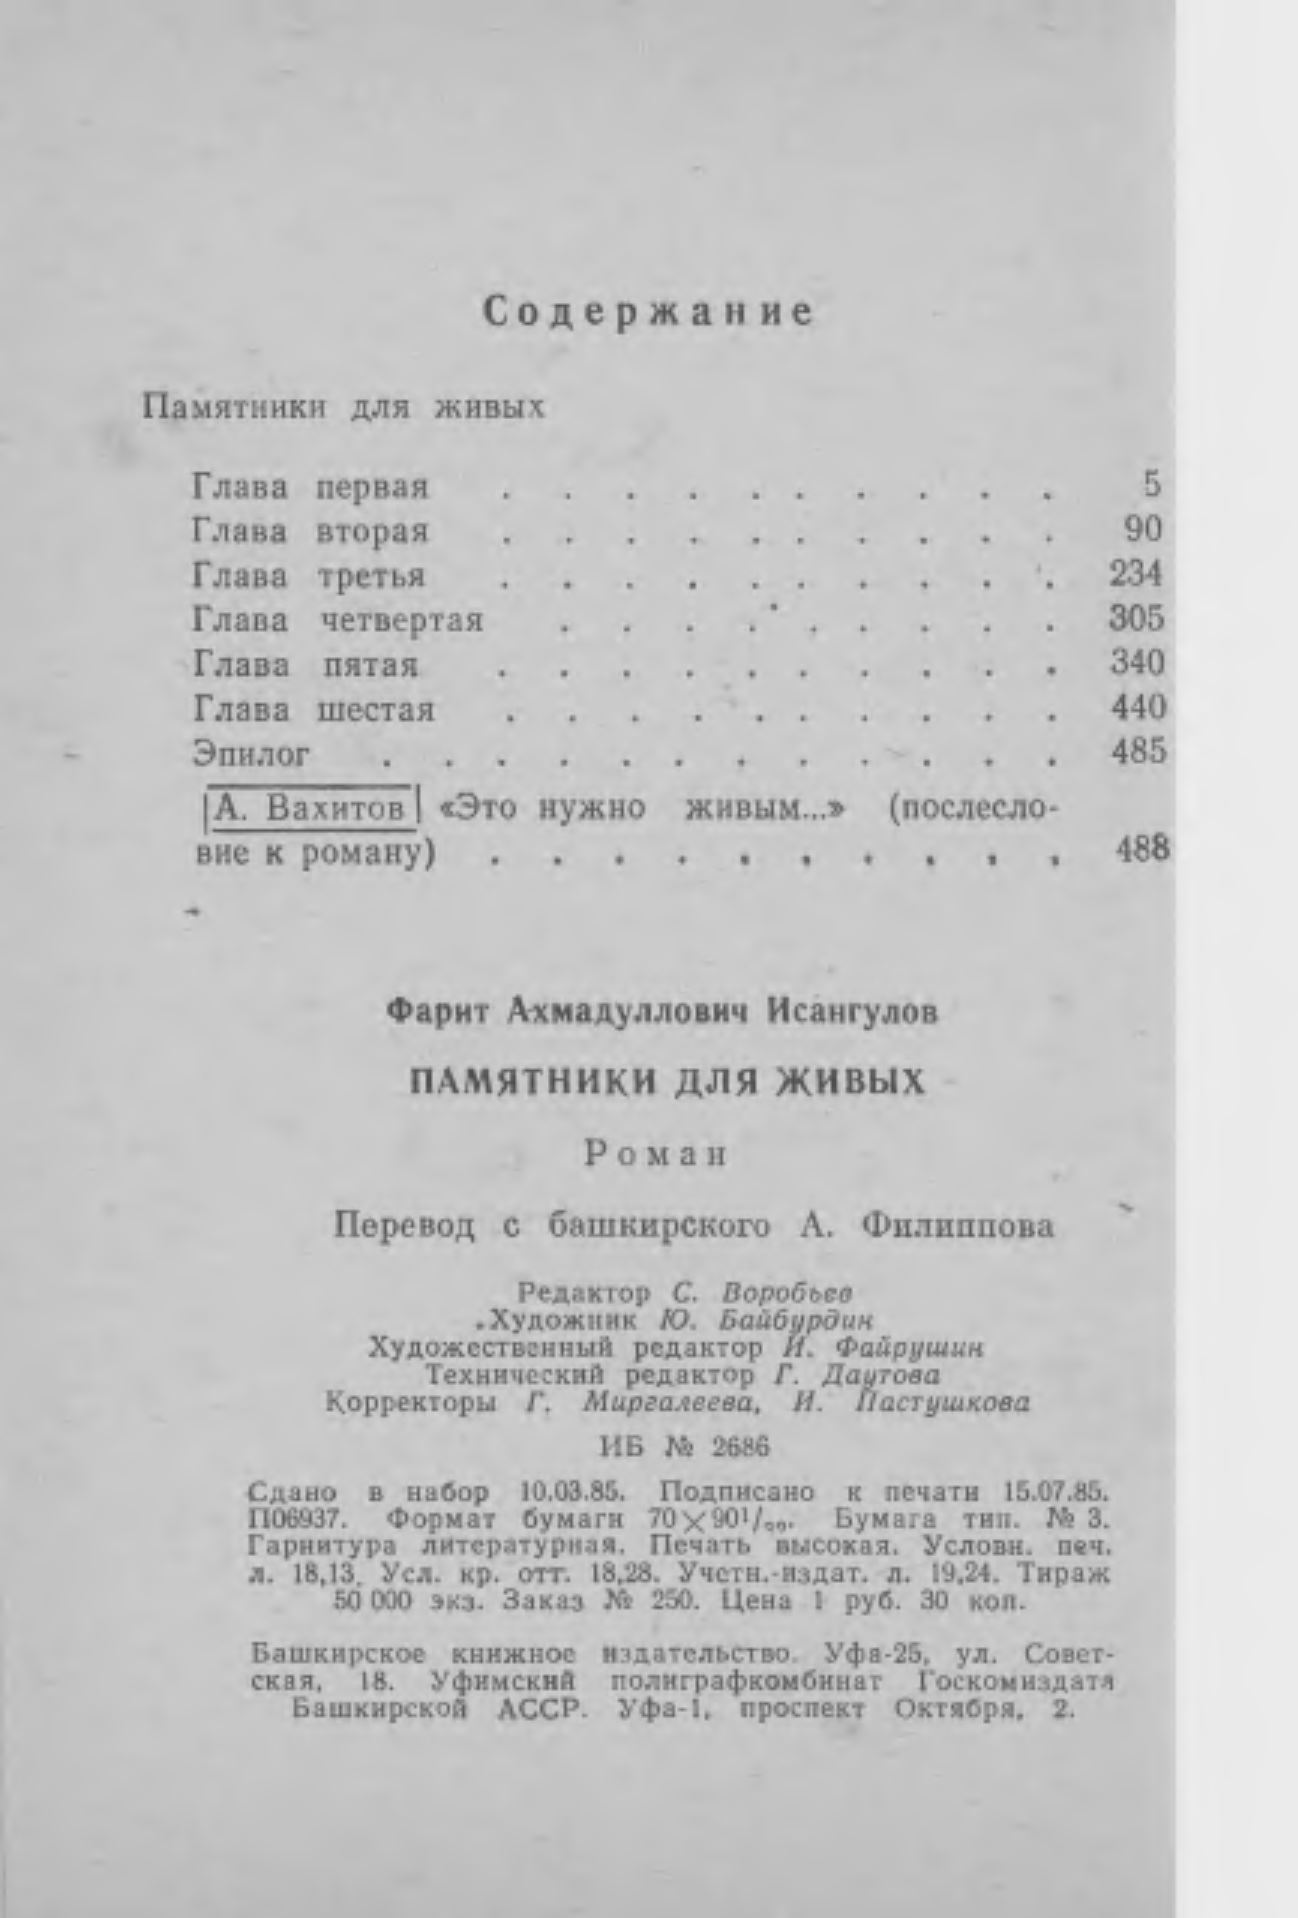 Содержание
Памятники для живых
Глава первая . . . . . . . . . . 5
Глава вторая . . . . . . . . . . 90
Глава третья . . . . . . . . . . 234
Глава четвертая . . . . . . . . . 305
Глава пятая . . . . . . . . . . 340
Глава шестая . . . . . . . . . . 440
Эпилог . . . . . . . . . . . . 485
А. Вахитов «Это нужно живым...» (послесло-
вие к роману) . . . . . . . . . . 488
Фарит Ахмадуллович Исангулов
ПАМЯТНИКИ ДЛЯ ЖИВЫХ
Роман
Перевод с башкирского А. Филиппова
Редактор С. Воробьев
Художник Ю. Байбурдин
Художественный редактор И. Файрушин
Технический редактор Г. Даутова
Корректоры Г. Миргалеева, И. Пастушкова
ИБ № 2686
Сдано в набор 10.03.85. Подписано к печати 15.07.85.
П06937. Формат бумаги Бумага тип. № 3.
Гарнитура литературная. Печать высокая. Условн. печ.
л. 18,13. Усл. кр. отт. 18,28. Учетн.-издат. л. 19,24. Тираж
50 000 экз. Заказ № 250. Цена 1 руб. 30 коп.
Башкирское книжное издательство. Уфа-25, ул. Совет-
ская, 18. Уфимский полиграфкомбинат Госкомиздата
Башкирской АССР. Уфа-1, проспект Октября, 2.